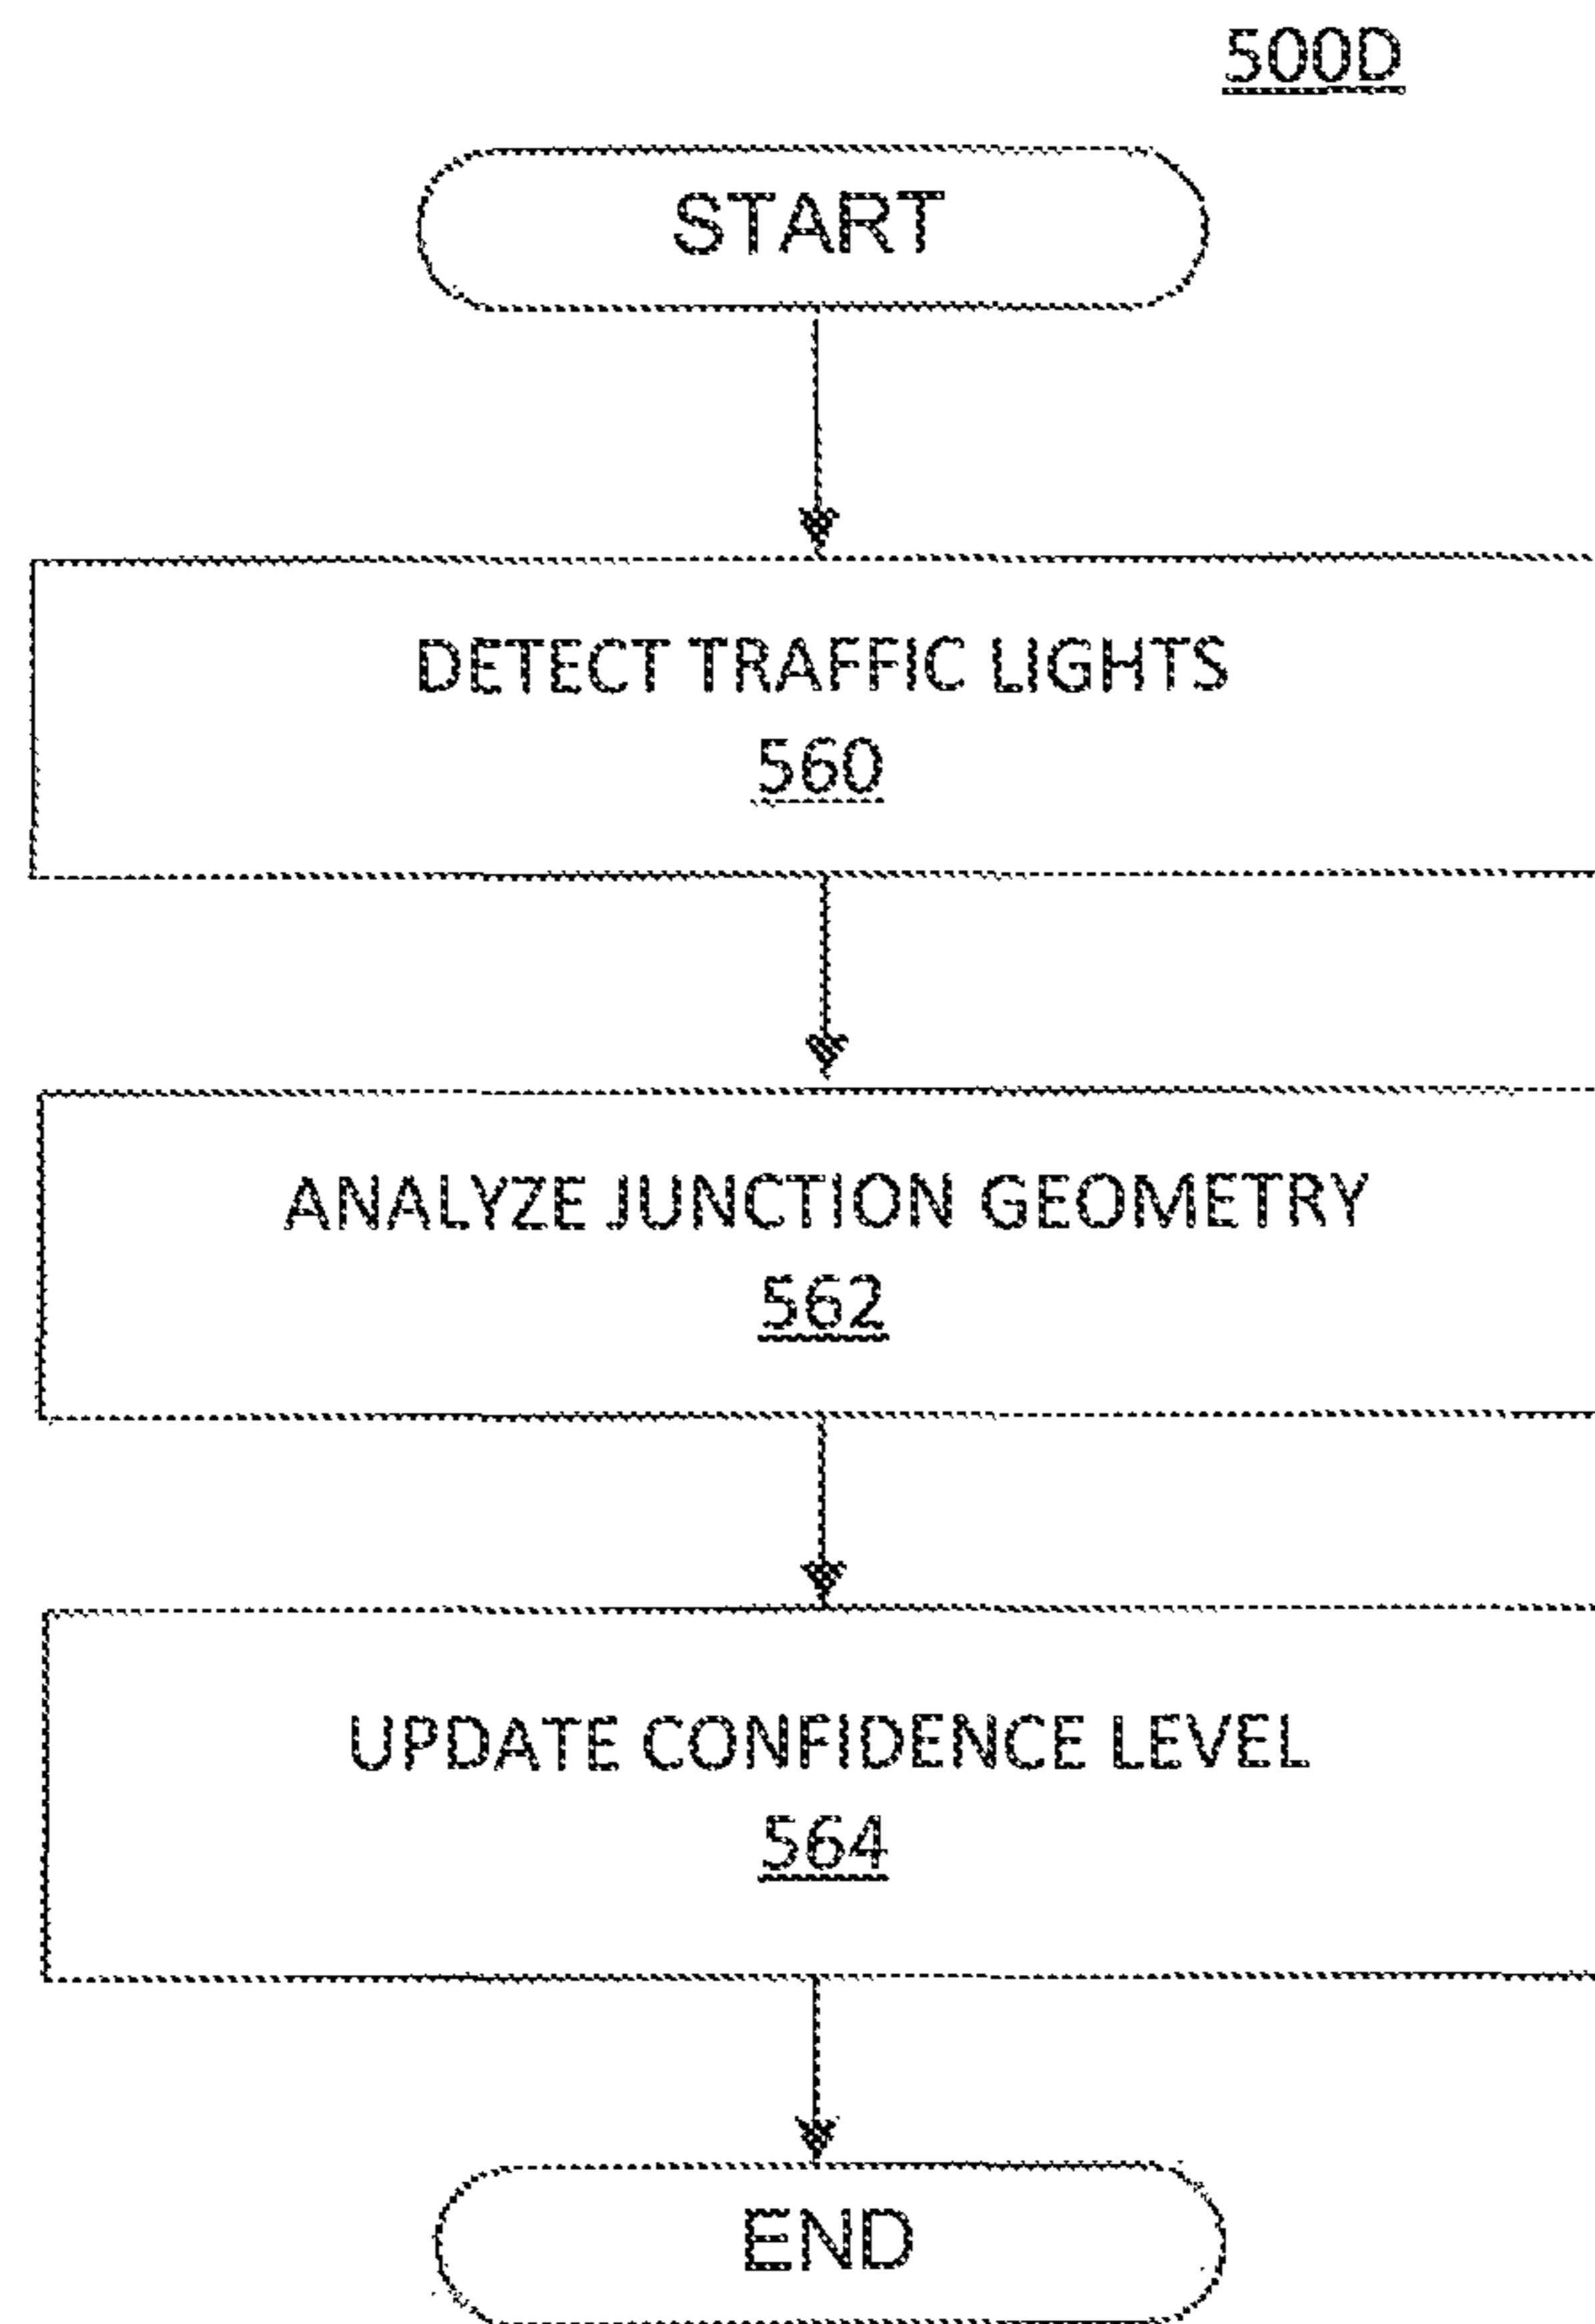 500D
START
DETECT TRAFFIC LIGHTS
560
ANALYZE JUNCTION GEOMETRY
562
UPDATE CONFIDENCE LEVEL
564
END